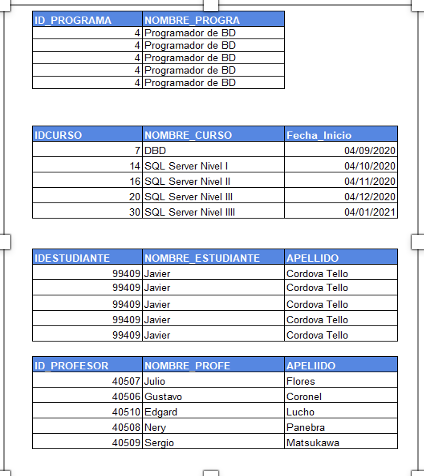 ID_PROGRAMA NOMBRE_PROGRA
4 Programador de BD
4 Programador de BD
4 Programador de BD
4 Programador de BD
4 Programador de BD
IDCURSO NOMBRE_CURSO Fecha_Inicio
7 DBD 04/09/2020
14 SQL Server Nivel I 04/10/2020
16 SQL Server Nivel II 04/11/2020
20 SQL Server Nivel III 04/12/2020
30 SQL Server Nivel IIII 04/01/2021
IDESTUDIANTE NOMBRE_ESTUDIANTE APELLIDO
99409 Javier Cordova Tello
99409 Javier Cordova Tello
99409 Javier Cordova Tello
99409 Javier Cordova Tello
99409 Javier Cordova Tello
ID_PROFESOR NOMBRE_PROFE APELIIDO
40507 Julio Flores
40506 Gustavo Coronel
40510 Edgard Lucho
40508 Nery Panebra
40509 Sergio Matsukawa